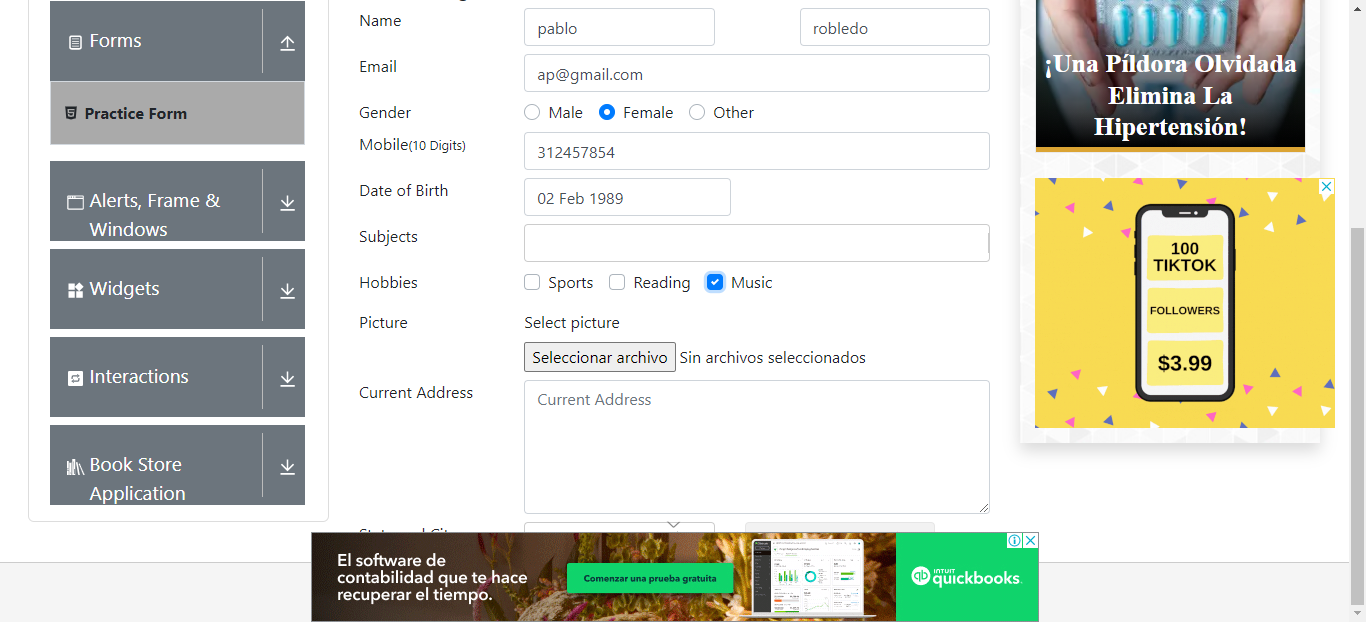 Forms
Practice Form
Alerts, Frame &
Windows
Widgets
Interactions
Book Store
Application
Name
pablo
robledo
Email
ap@gmail.com
Gender
Male
Female
Other
Mobile(10 Digits)
312457854
Date of Birth
02 Feb 1989
Subjects
Hobbies
Sports
Reading
Music
Picture
Select picture
Seleccionar archivo
Sin archivos seleccionados
Current Address
Current Address
¡Una Píldora Olvidada
Elimina La
Hipertensión!
100
TIKTOK
FOLLOWERS
$3.99
El software de
contabilidad que te hace
recuperar el tiempo.
Comenzar una prueba gratuita
INTUIT
quickbooks.